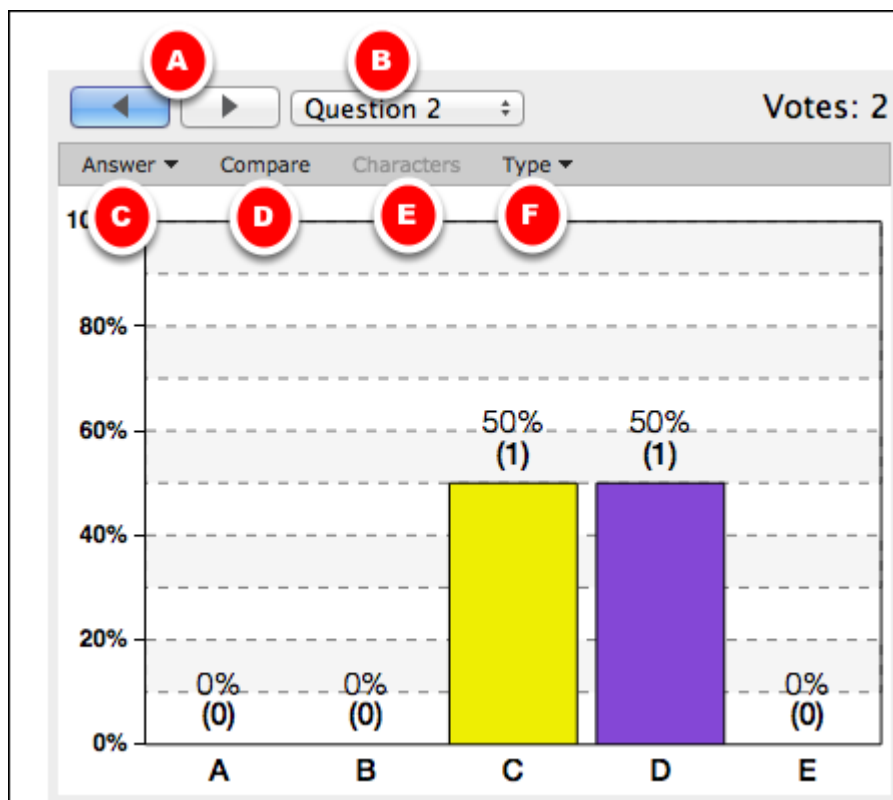 A B
Question 2 Votes: 2
Answer Compare Characters Type
C D E F
80%
60%
40%
20%
0%
50% 50%
(1) (1)
0% 0% 0%
(0) (0) (0)
A B C D E